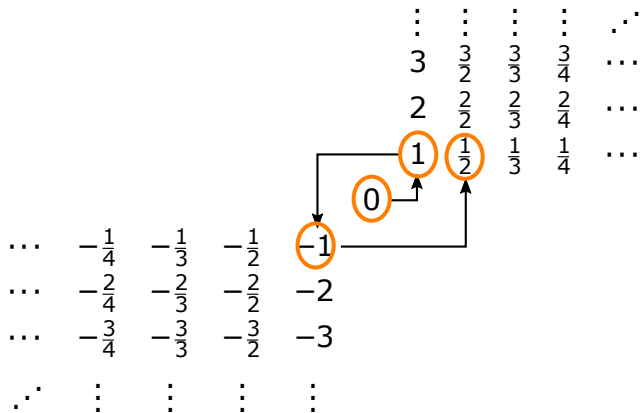 ⋮ ⋮ ⋮ ⋮ ⋰
3 3/2 3/3 3/4 ⋯
2 2/2 2/3 2/4 ⋯
1 1/2 1/3 1/4 ⋯
0
⋯ −1/4 −1/3 −1/2 −1
⋯ −2/4 −2/3 −2/2 −2
⋯ −3/4 −3/3 −3/2 −3
⋰ ⋮ ⋮ ⋮ ⋮